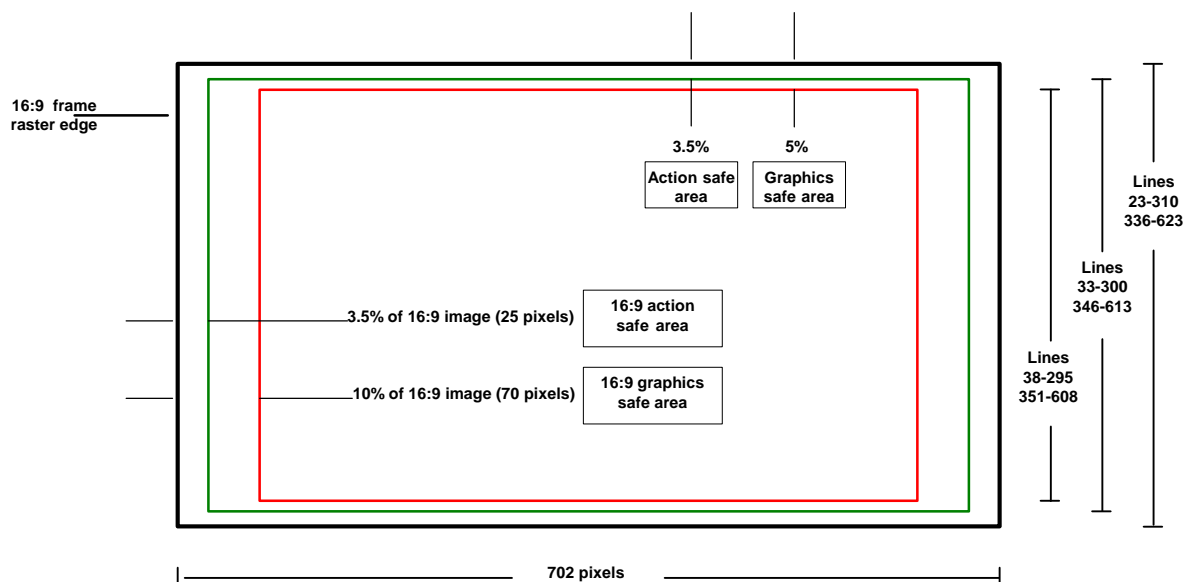 16:9 frame
raster edge
3.5%
5%
Action safe
area
Graphics
safe area
Lines
23-310
336-623
Lines
33-300
346-613
3.5% of 16:9 image (25 pixels)
16:9 action
safe area
Lines
38-295
351-608
10% of 16:9 image (70 pixels)
16:9 graphics
safe area
702 pixels